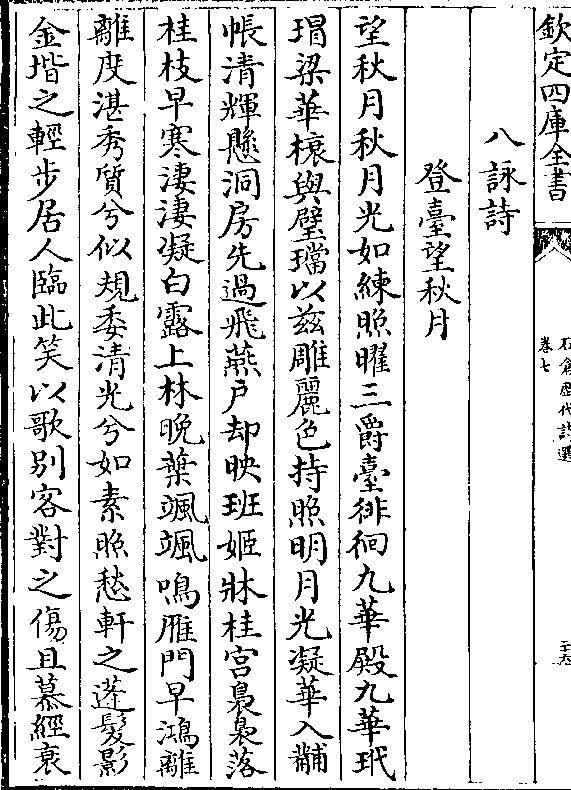 欽定四庫全書
石倉歷代詩選
卷七
八詠詩
登臺望秋月
望秋月秋月光如練照曜三爵臺徘徊九華殿九華玳
瑁梁華榱與壁璫以兹雕麗色持照明月光凝華入黼
帳清輝懸洞房先過飛燕戶却映班姬牀桂宮裊裊落
桂枝早寒淒淒凝白露上林晚葉颯颯鳴雁門早鴻離
離度湛秀質兮似規委清光兮如素照愁軒之蓬髮影
金堦之輕步居人臨此笑以歌别客對之傷且慕經衰